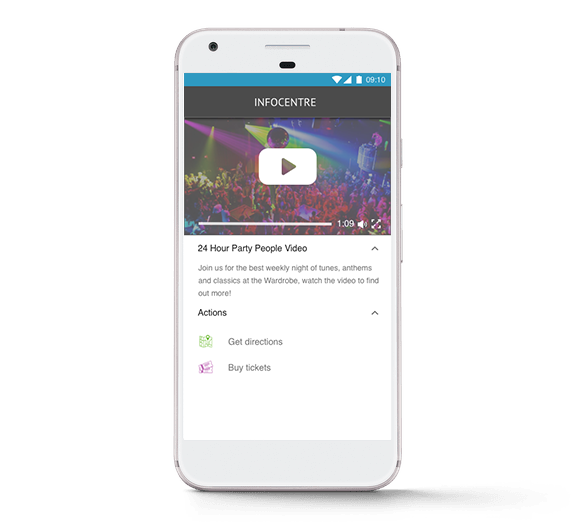 09:10
INFOCENTRE
1:09
24 Hour Party People Video
Join us for the best weekly night of tunes, anthems
and classics at the Wardrobe, watch the video to find
out more!
Actions
Get directions
Buy tickets